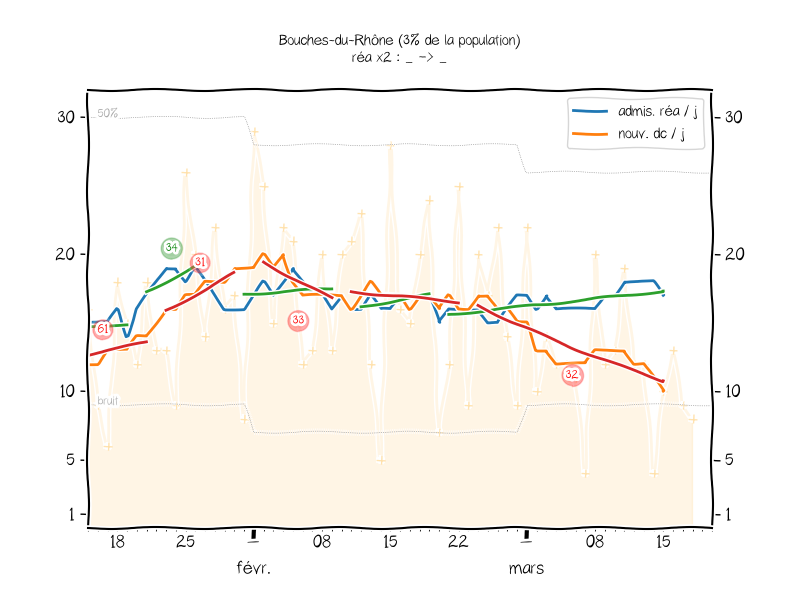 Bouches-du-Rhône (3% de la population)
réa x2 : _ -> _
admis. réa / j
nouv. dc / j
50%
bruit
30
20
10
5
1
30
20
10
5
1
34
31
61
33
32
18 25 1 08 15 22 1 08 15
févr. mars